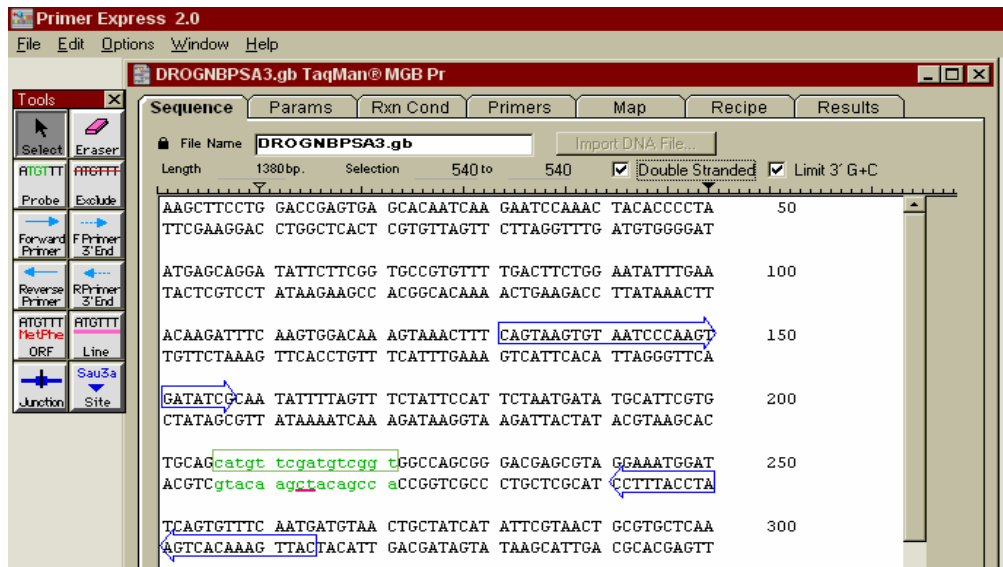 Primer Express 2.0
File Edit Options Window Help
DROGNBPSA3.gb TaqMan® MGB Pr
Tools
Select Eraser
ATGTTT ATGTTT
Probe Exclude
Forward Primer F Primer 3' End
Reverse Primer R Primer 3' End
ATGTTT MetPhe ATGTTT
ORF Line
Sau3a
Junction Site
Sequence Params Rxn Cond Primers Map Recipe Results
File Name DROGNBPSA3.gb Import DNA File...
Length 1380 bp. Selection 540 to 540 Double Stranded Limit 3' G+C
AAGCTTCCTG GACCGAGTGA GCACAATCAA GAATCCAAAC TACACCCCTA 50
TTCGAAGGAC CTGGCTCACT CGTGTTAGTT CTTAGGTTTG ATGTGGGGAT
ATGAGCAGGA TATTCTTCGG TGCCGTGTTT TGACTTCTGG AATATTTGAA 100
TACTCGTCCT ATAAGAAGCC ACGGCACAAA ACTGAAGACC TTATAAACTT
ACAAGATTTC AAGTGGACAA AGTAAACTTT CAGTAAGTGT AATCCCAAGT 150
TGTTCTAAAG TTCACCTGTT TCATTTGAAA GTCATTCACA TTAGGGTTCA
GATATCGCAA TATTTTAGTT TCTATTCCAT TCTAATGATA TGCATTCGTG 200
CTATAGCGTT ATAAAATCAA AGATAAGGTA AGATTACTAT ACGTAAGCAC
TGCAGcatgt tcgatgtcgg tGGCCAGCGG GACGAGCGTA GGAAATGGAT 250
ACGTCgtaca agctacagcc aCCGGTCGCC CTGCTCGCAT CCTTTACCTA
TCAGTGTTTC AATGATGTAA CTGCTATCAT ATTCGTAACT GCGTGCTCAA 300
AGTCACAAAG TTACTACATT GACGATAGTA TAAGCATTGA CGCACGAGTT